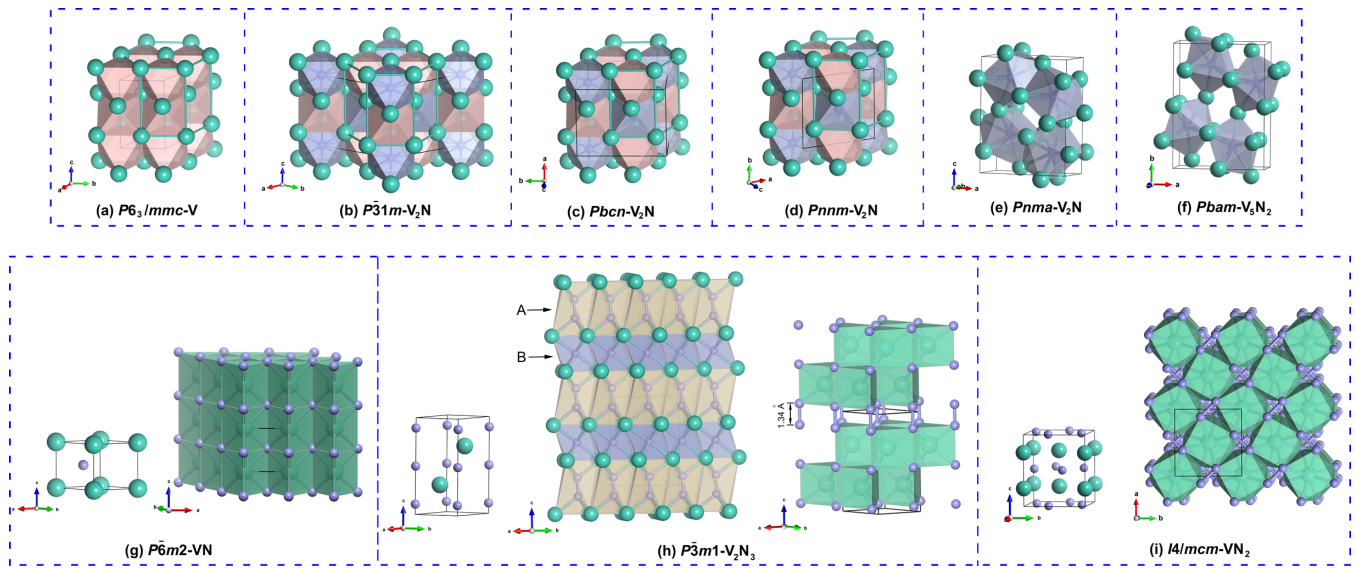 c
a
b
(a) P6₃/mmc-V
c
a
b
(b) P3̅1m-V₂N
a
b
c
(c) Pbcn-V₂N
b
a
c
(d) Pnnm-V₂N
c
b
a
(e) Pnma-V₂N
b
c
a
(f) Pbam-V₅N₂
c
a
b
c
b
a
(g) P6̅m2-VN
c
a
b
A
B
c
a
b
1.34 Å
c
a
b
(h) P3̅m1-V₂N₃
c
a
b
a
c
b
(i) I4/mcm-VN₂